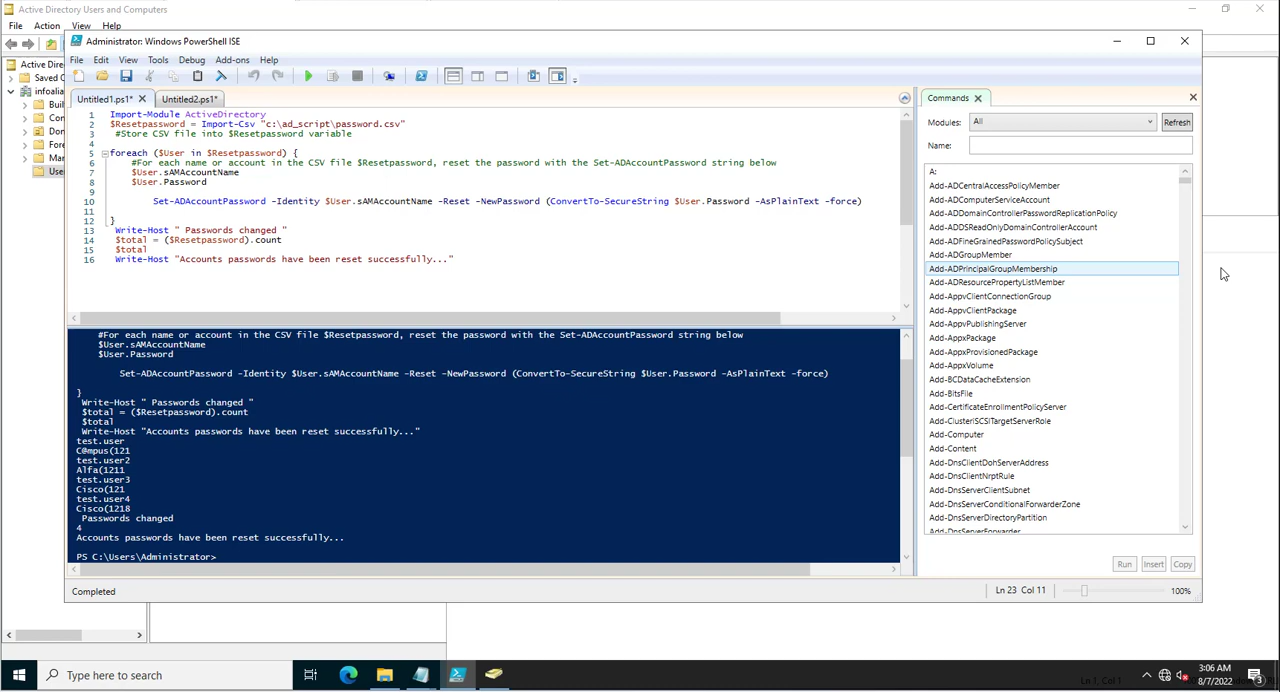 Active Directory Users and Computers
File Action View Help
Active Directory
Saved
infoalia
Use
Administrator: Windows PowerShell ISE
File Edit View Tools Debug Add-ons Help
Untitled1.ps1* Untitled2.ps1*
1 Import-Module ActiveDirectory
2 $Resetpassword = Import-Csv "c:\ad_script\password.csv"
3 #Store CSV file into $Resetpassword variable
4
5 foreach ($User in $Resetpassword) {
6 #For each name or account in the CSV file $Resetpassword, reset the password with the Set-ADAccountPassword string below
7 $User.sAMAccountName
8 $User.Password
9
10 Set-ADAccountPassword -Identity $User.sAMAccountName -Reset -NewPassword (ConvertTo-SecureString $User.Password -AsPlainText -force)
11
12 }
13 Write-Host " Passwords changed "
14 $total = ($Resetpassword).count
15 $total
16 Write-Host "Accounts passwords have been reset successfully..."
#For each name or account in the CSV file $Resetpassword, reset the password with the Set-ADAccountPassword string below
$User.sAMAccountName
$User.Password
Set-ADAccountPassword -Identity $User.sAMAccountName -Reset -NewPassword (ConvertTo-SecureString $User.Password -AsPlainText -force)
}
Write-Host " Passwords changed "
$total = ($Resetpassword).count
$total
Write-Host "Accounts passwords have been reset successfully..."
test.user
C@mpus(121
test.user2
Alfa(1211
test.user3
Cisco(121
test.user4
Cisco(1218
Passwords changed
4
Accounts passwords have been reset successfully...
PS C:\Users\Administrator>
Commands
Modules: All Refresh
Name:
A:
Add-ADCentralAccessPolicyMember
Add-ADComputerServiceAccount
Add-ADDomainControllerPasswordReplicationPolicy
Add-ADDSReadOnlyDomainControllerAccount
Add-ADFineGrainedPasswordPolicySubject
Add-ADGroupMember
Add-ADPrincipalGroupMembership
Add-ADResourcePropertyListMember
Add-AppvClientConnectionGroup
Add-AppvClientPackage
Add-AppvPublishingServer
Add-AppxPackage
Add-AppxProvisionedPackage
Add-AppxVolume
Add-BCDataCacheExtension
Add-BitsFile
Add-CertificateEnrollmentPolicyServer
Add-ClusteriSCSITargetServerRole
Add-Computer
Add-Content
Add-DnsClientDohServerAddress
Add-DnsClientNrptRule
Add-DnsServerClientSubnet
Add-DnsServerConditionalForwarderZone
Add-DnsServerDirectoryPartition
Add-DnsServerForwarder
Run Insert Copy
Completed Ln 23 Col 11 100%
Type here to search
Ln 1, Col 1
3:06 AM
8/7/2022
3